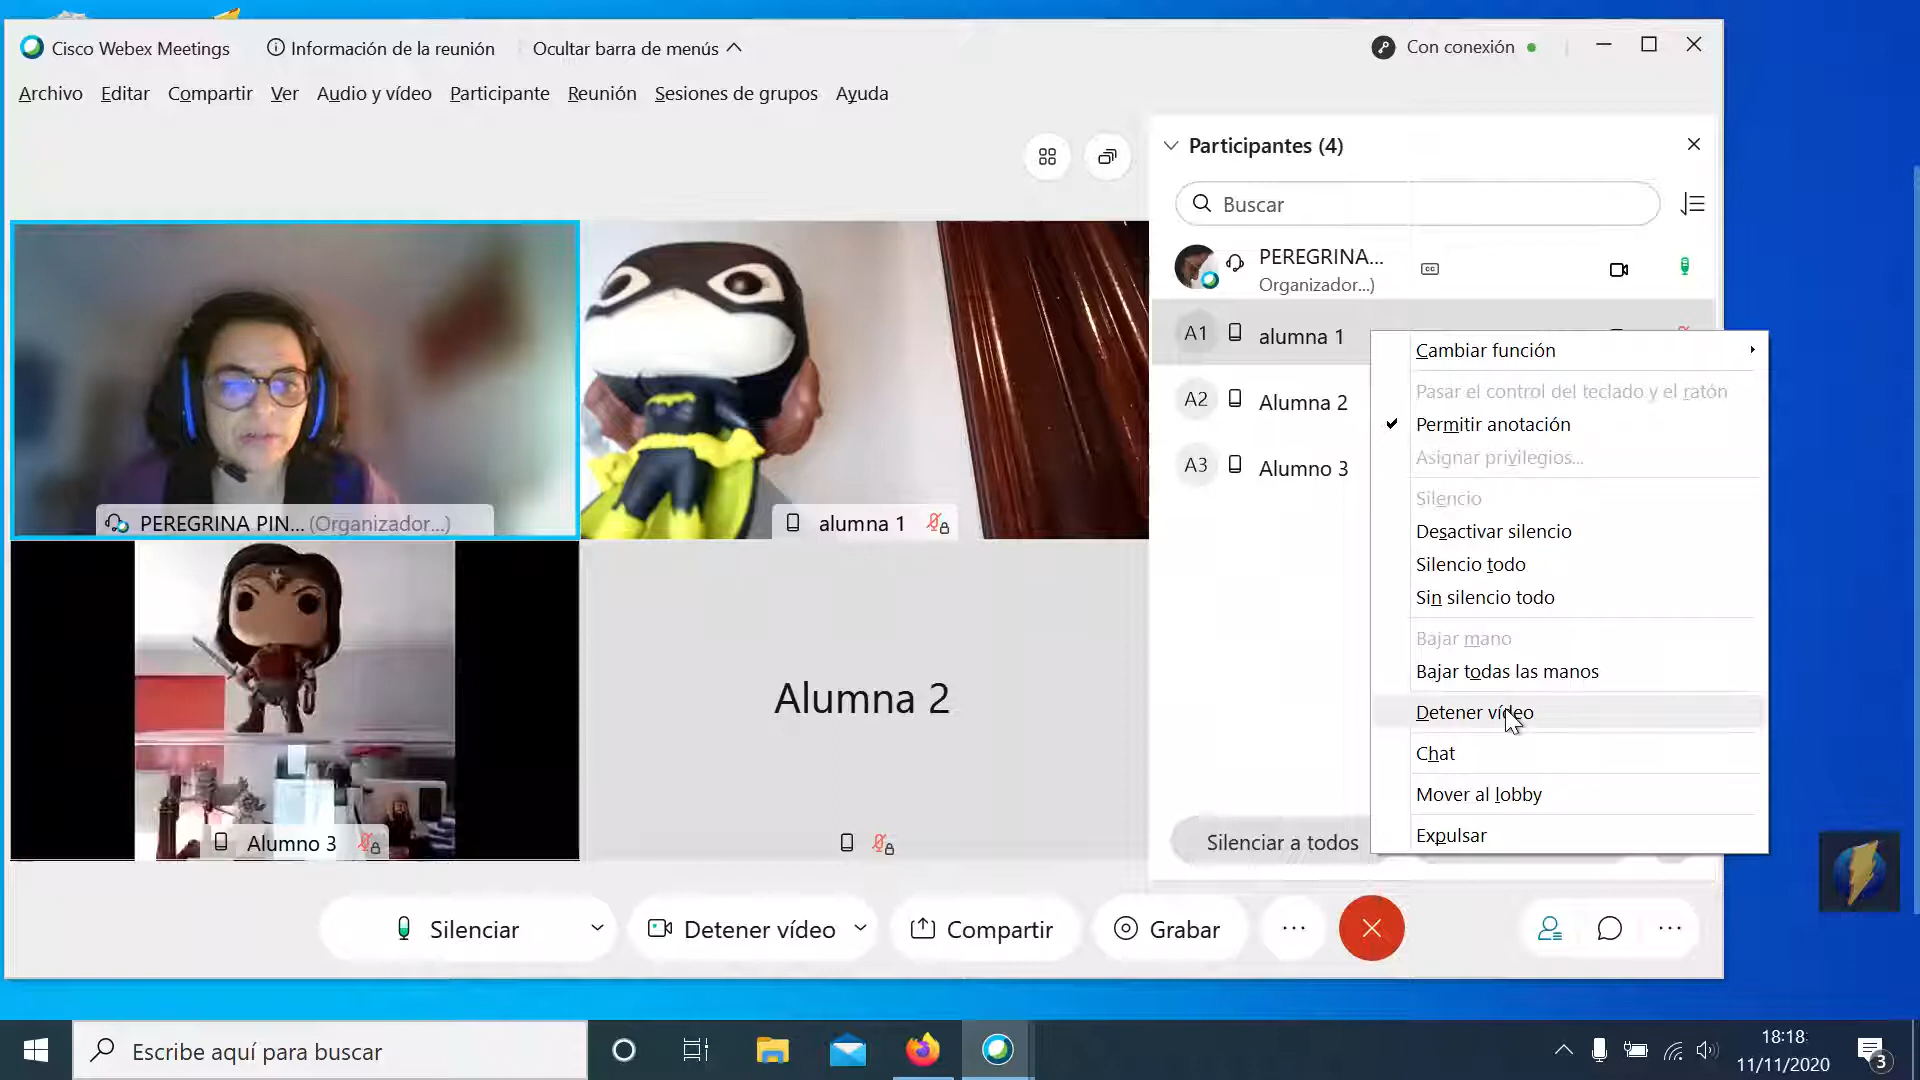 Cisco Webex Meetings
Información de la reunión
Ocultar barra de menús
Con conexión
Archivo Editar Compartir Ver Audio y vídeo Participante Reunión Sesiones de grupos Ayuda
Participantes (4)
Buscar
PEREGRINA...
Organizador...)
A1 alumna 1
A2 Alumna 2
A3 Alumno 3
Cambiar función
Pasar el control del teclado y el ratón
Permitir anotación
Asignar privilegios...
Silencio
Desactivar silencio
Silencio todo
Sin silencio todo
Bajar mano
Bajar todas las manos
Detener vídeo
Chat
Mover al lobby
Expulsar
Silenciar a todos
PEREGRINA PIN... (Organizador...)
alumna 1
Alumno 3
Alumna 2
Silenciar
Detener vídeo
Compartir
Grabar
Escribe aquí para buscar
18:18
11/11/2020
3